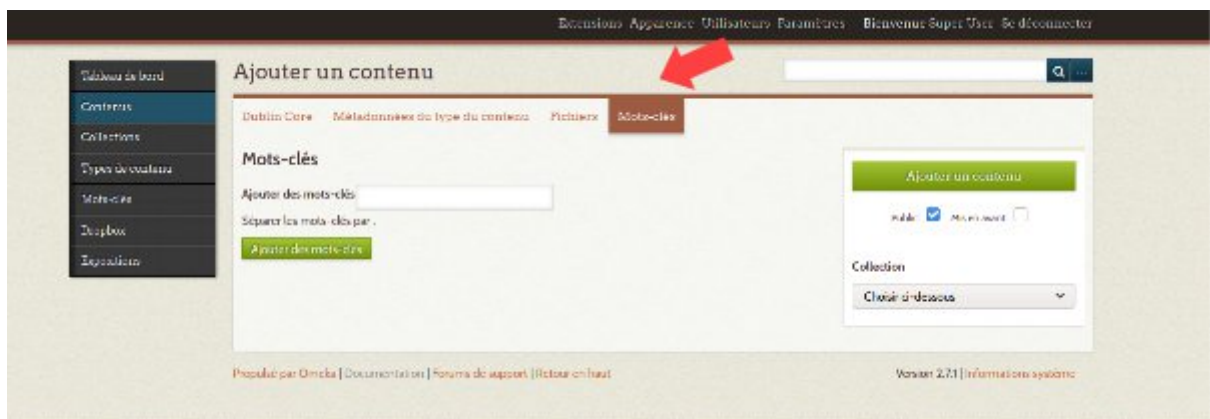 Extensions Apparence Utilisateurs Paramètres Bienvenue Super User Se déconnecter
Tableau de bord
Contenus
Collections
Types de contenu
Mots-clés
Dropbox
Expositions
Ajouter un contenu
...
Dublin Core Métadonnées du type du contenu Fichiers Mots-clés
Mots-clés
Ajouter des mots-clés
Séparer les mots-clés par ,
Ajouter des mots-clés
Ajouter un contenu
Public Mis en avant
Collection
Choisir ci-dessous
Propulsé par Omeka | Documentation | Forums de support | Retour en haut
Version 2.7.1 | Informations système